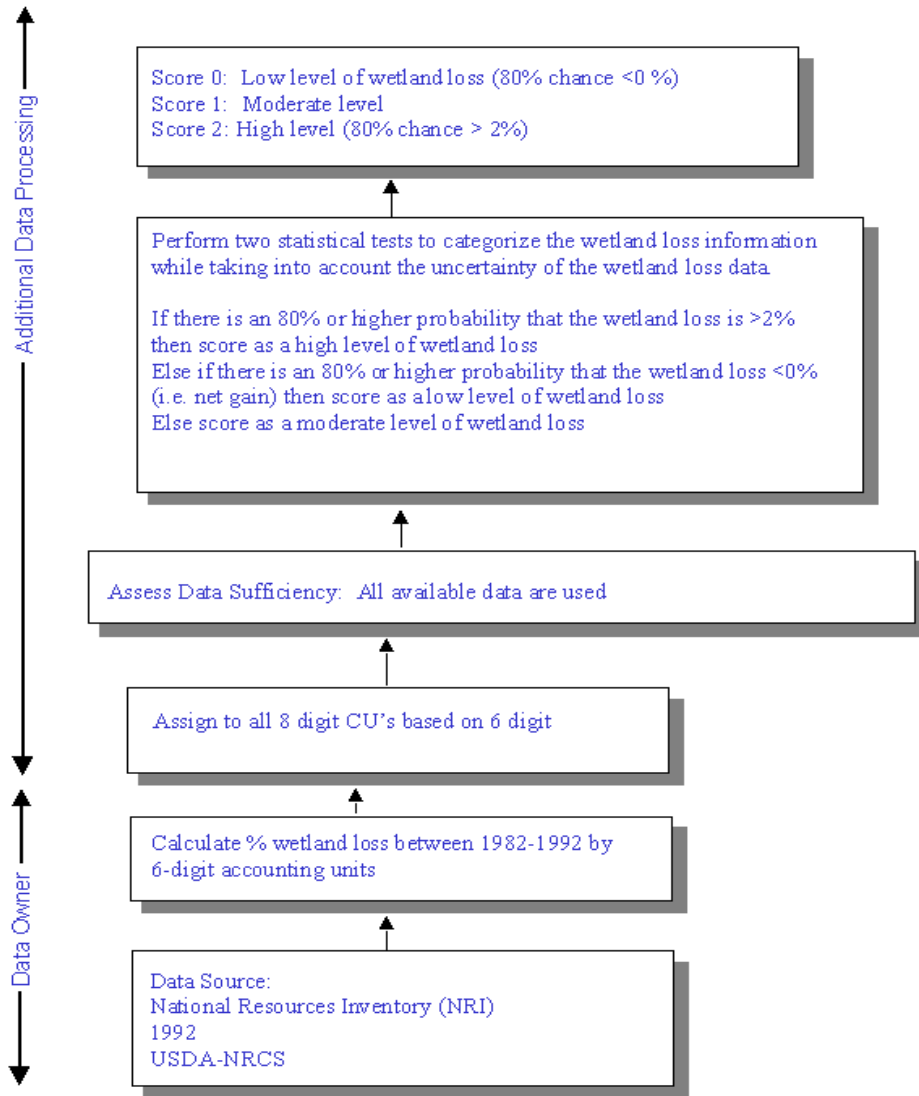 Additional Data Processing
Score 0:  Low level of wetland loss (80% chance <0 %)
Score 1:  Moderate level
Score 2: High level (80% chance > 2%)
Perform two statistical tests to categorize the wetland loss information
while taking into account the uncertainty of the wetland loss data.
If there is an 80% or higher probability that the wetland loss is >2%
then score as a high level of wetland loss
Else if there is an 80% or higher probability that the wetland loss <0%
(i.e. net gain) then score as a low level of wetland loss
Else score as a moderate level of wetland loss
Assess Data Sufficiency:  All available data are used
Assign to all 8 digit CU's based on 6 digit
Data Owner
Calculate % wetland loss between 1982-1992 by
6-digit accounting units
Data Source:
National Resources Inventory (NRI)
1992
USDA-NRCS